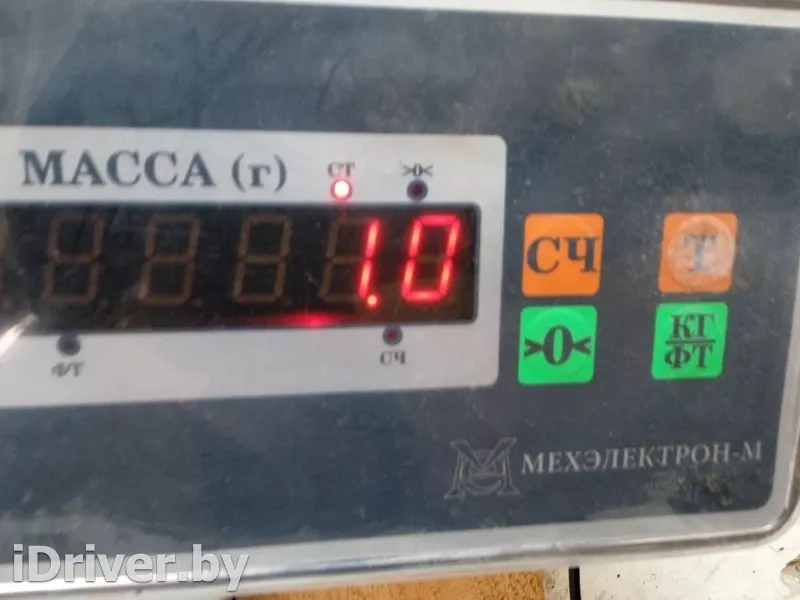 МАССА (г)
СТ
>0<
1.0
Ф/Т
СЧ
СЧ
Т
>0<
КГ
ФТ
МЕХЭЛЕКТРОН-М
iDriver.by